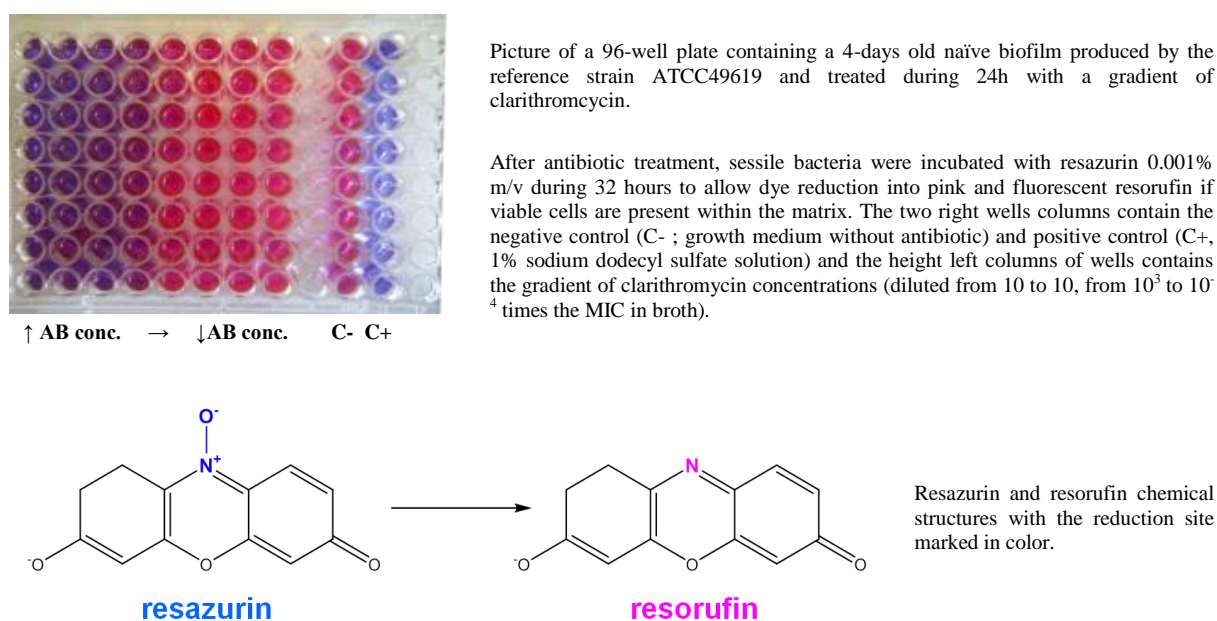 Picture of a 96-well plate containing a 4-days old naïve biofilm produced by the
reference strain ATCC49619 and treated during 24h with a gradient of
clarithromcycin.
After antibiotic treatment, sessile bacteria were incubated with resazurin 0.001%
m/v during 32 hours to allow dye reduction into pink and fluorescent resorufin if
viable cells are present within the matrix. The two right wells columns contain the
negative control (C- ; growth medium without antibiotic) and positive control (C+,
1% sodium dodecyl sulfate solution) and the height left columns of wells contains
the gradient of clarithromycin concentrations (diluted from 10 to 10, from 10³ to 10⁻
⁴ times the MIC in broth).
↑ AB conc. → ↓AB conc. C- C+
O⁻
N⁺
N
⁻O
O
O
⁻O
O
O
Resazurin and resorufin chemical
structures with the reduction site
marked in color.
resazurin
resorufin